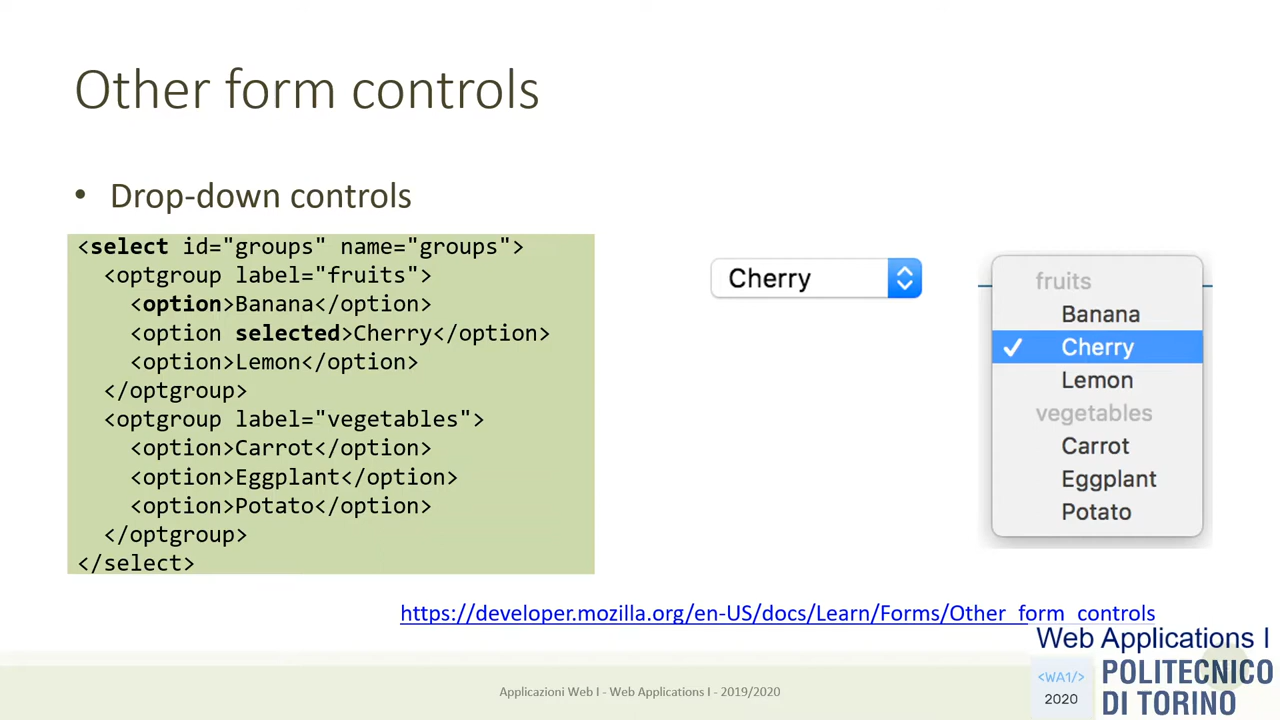 Other form controls
• Drop-down controls
<select id="groups" name="groups">
<optgroup label="fruits">
<option>Banana</option>
<option selected>Cherry</option>
<option>Lemon</option>
</optgroup>
<optgroup label="vegetables">
<option>Carrot</option>
<option>Eggplant</option>
<option>Potato</option>
</optgroup>
</select>
Cherry
fruits
Banana
✓ Cherry
Lemon
vegetables
Carrot
Eggplant
Potato
https://developer.mozilla.org/en-US/docs/Learn/Forms/Other_form_controls
Applicazioni Web I - Web Applications I - 2019/2020
Web Applications I
<WA1/>
2020
POLITECNICO
DI TORINO